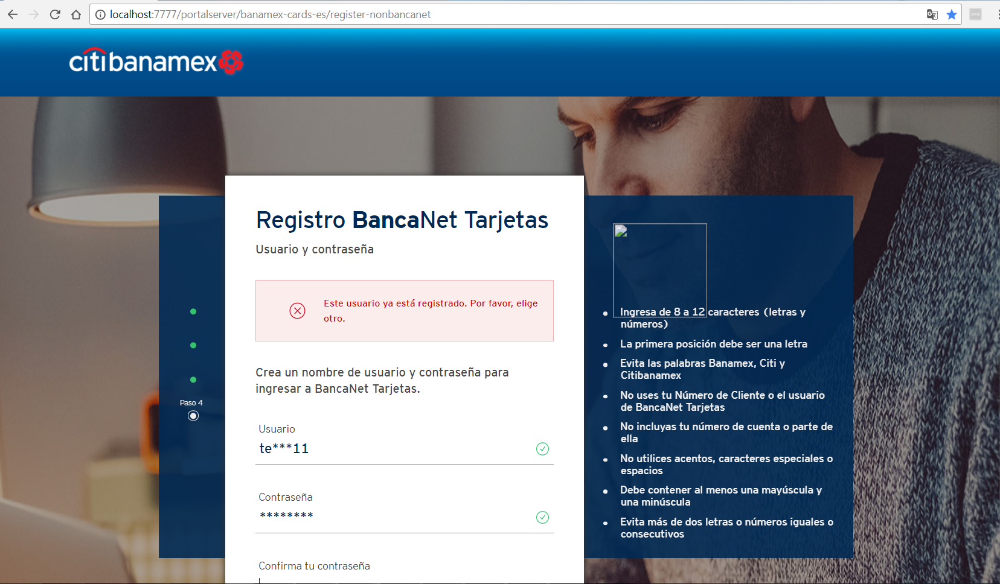 localhost:7777/portalserver/banamex-cards-es/register-nonbancanet
citibanamex
Registro BancaNet Tarjetas
Usuario y contraseña
Este usuario ya está registrado. Por favor, elige
otro.
Crea un nombre de usuario y contraseña para
ingresar a BancaNet Tarjetas.
Usuario
te***11
Contraseña
********
Confirma tu contraseña
Paso 4
Ingresa de 8 a 12 caracteres (letras y
números)
La primera posición debe ser una letra
Evita las palabras Banamex, Citi y
Citibanamex
No uses tu Número de Cliente o el usuario
de BancaNet Tarjetas
No incluyas tu número de cuenta o parte de
ella
No utilices acentos, caracteres especiales o
espacios
Debe contener al menos una mayúscula y
una minúscula
Evita más de dos letras o números iguales o
consecutivos